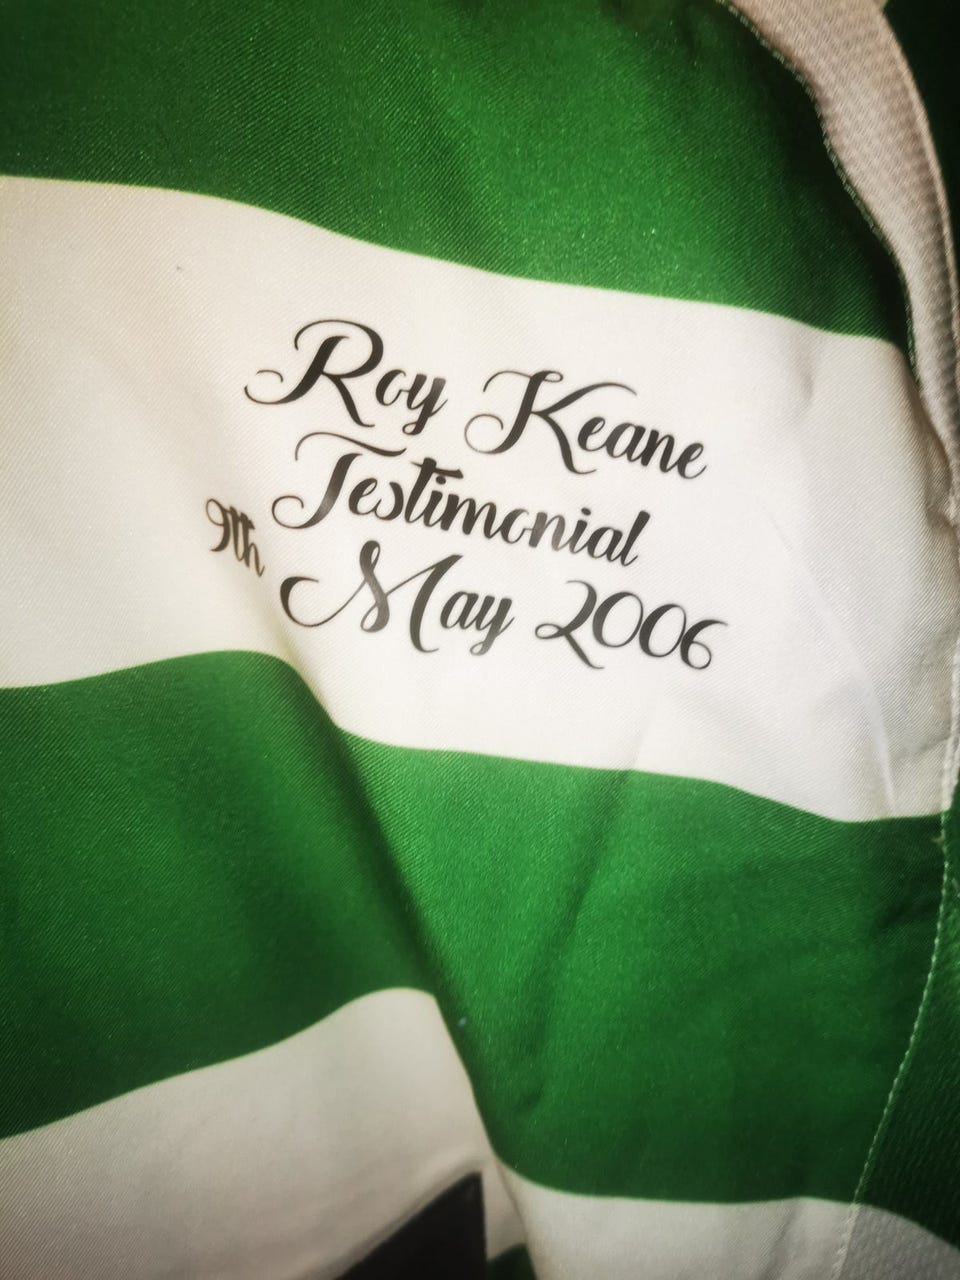 Roy Keane
Testimonial
9th May 2006